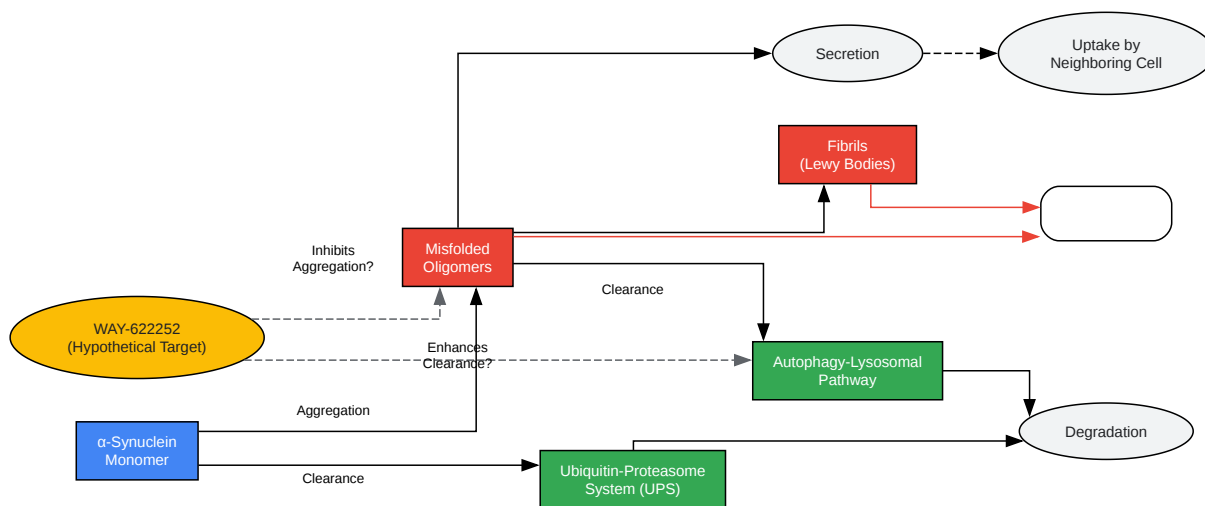 Secretion
Uptake by
Neighboring Cell
Fibrils
(Lewy Bodies)
Inhibits
Aggregation?
Misfolded
Oligomers
Clearance
WAY-622252
(Hypothetical Target)
Enhances
Clearance?
Autophagy-Lysosomal
Pathway
Aggregation
α-Synuclein
Monomer
Degradation
Clearance
Ubiquitin-Proteasome
System (UPS)